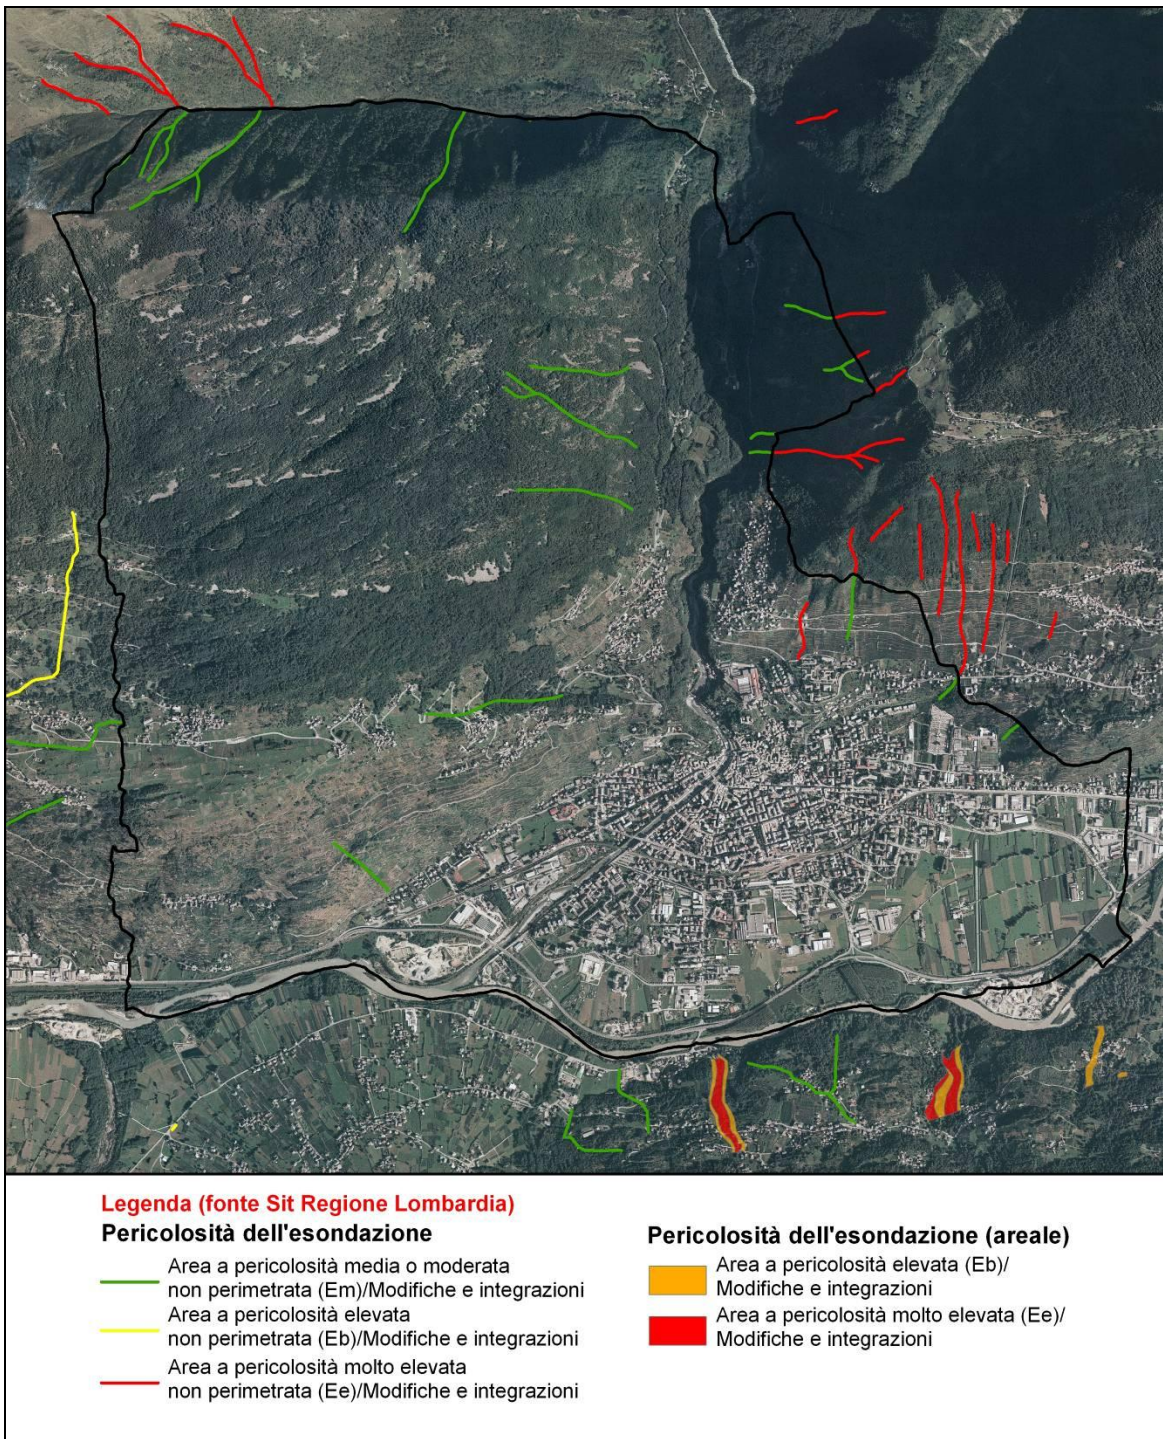 Legenda (fonte Sit Regione Lombardia)
Pericolosità dell'esondazione
Area a pericolosità media o moderata
non perimetrata (Em)/Modifiche e integrazioni
Area a pericolosità elevata
non perimetrata (Eb)/Modifiche e integrazioni
Area a pericolosità molto elevata
non perimetrata (Ee)/Modifiche e integrazioni
Pericolosità dell'esondazione (areale)
Area a pericolosità elevata (Eb)/
Modifiche e integrazioni
Area a pericolosità molto elevata (Ee)/
Modifiche e integrazioni